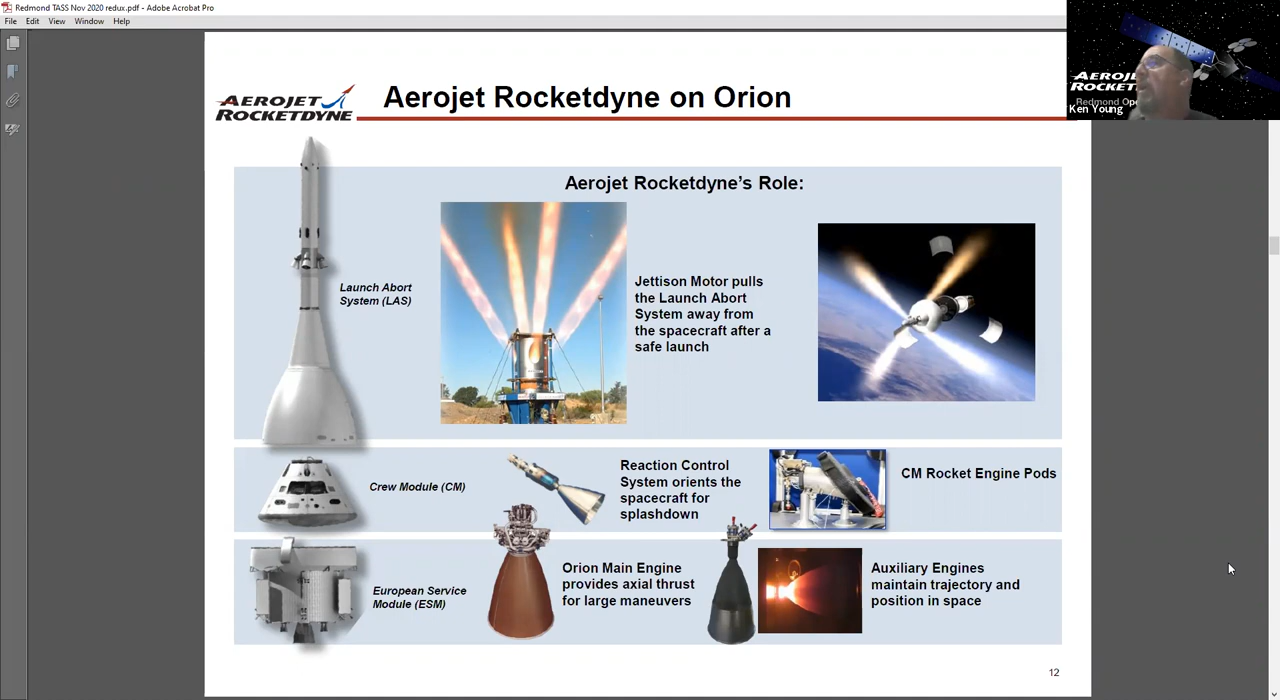 Redmond TASS Nov 2020 redux.pdf - Adobe Acrobat Pro
File Edit View Window Help
AEROJET
ROCKETDYNE
Aerojet Rocketdyne on Orion
Ken Young
Aerojet Rocketdyne's Role:
Launch Abort
System (LAS)
Jettison Motor pulls
the Launch Abort
System away from
the spacecraft after a
safe launch
Crew Module (CM)
Reaction Control
System orients the
spacecraft for
splashdown
CM Rocket Engine Pods
European Service
Module (ESM)
Orion Main Engine
provides axial thrust
for large maneuvers
Auxiliary Engines
maintain trajectory and
position in space
12